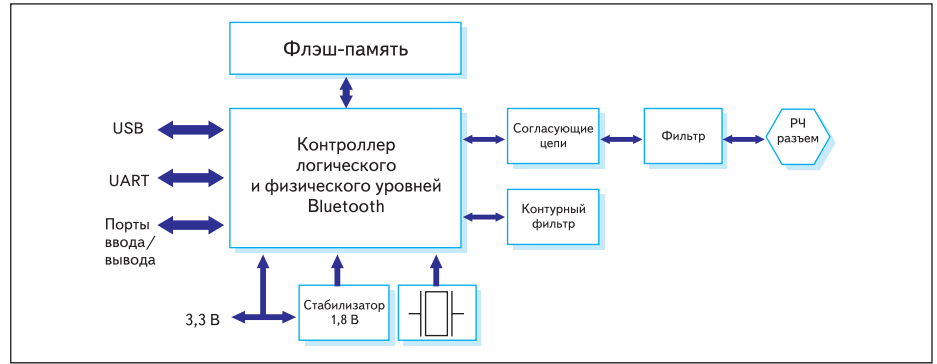 Флэш-память
USB
UART
Порты
ввода/
вывода
Контроллер
логического
и физического уровней
Bluetooth
Согласующие
цепи
Фильтр
РЧ
разъем
Контурный
фильтр
3,3 В
Стабилизатор
1,8 В